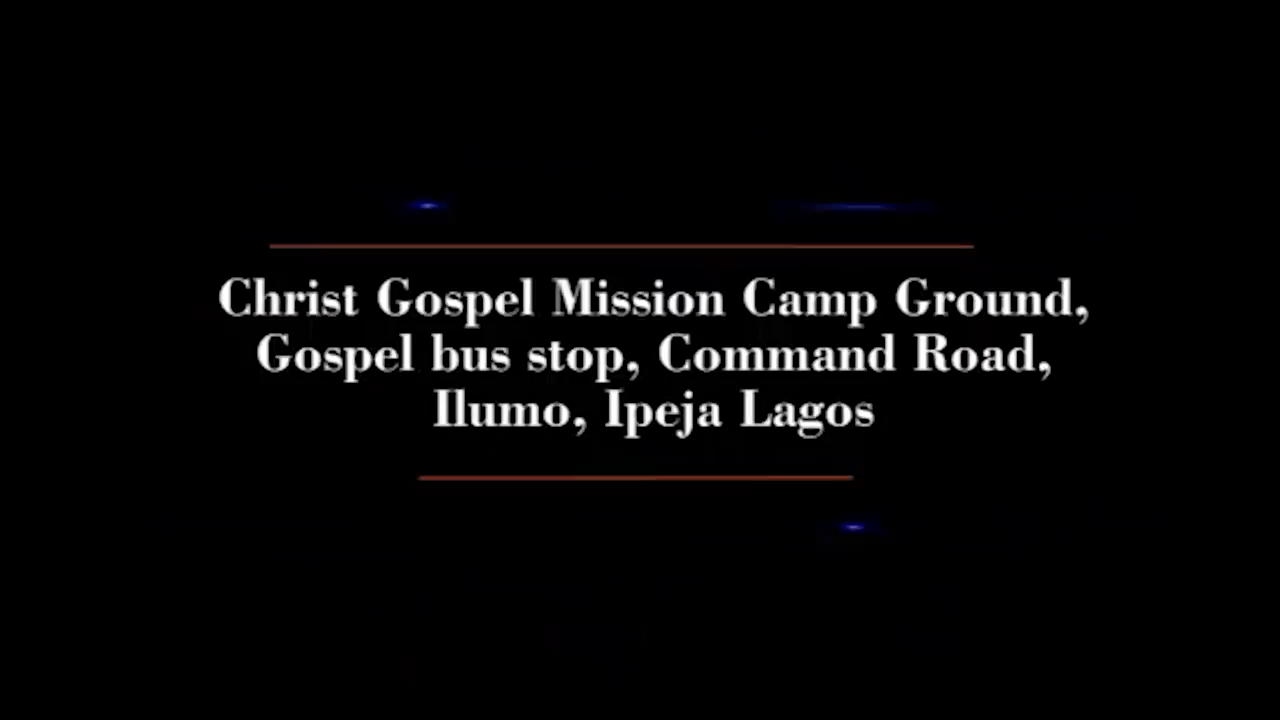 Christ Gospel Mission Camp Ground,
Gospel bus stop, Command Road,
Ilumo, Ipeja Lagos